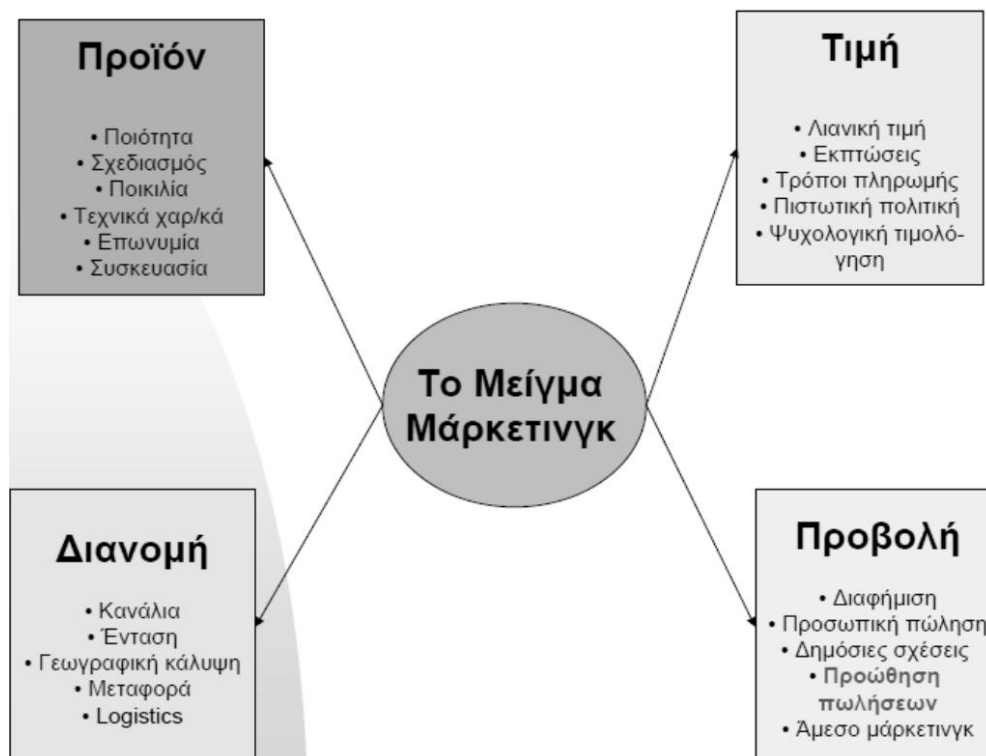 Προϊόν
• Ποιότητα
• Σχεδιασμός
• Ποικιλία
• Τεχνικά χαρ/κά
• Επωνυμία
• Συσκευασία
Τιμή
• Λιανική τιμή
• Εκπτώσεις
• Τρόποι πληρωμής
• Πιστωτική πολιτική
• Ψυχολογική τιμολό-
γηση
Το Μείγμα
Μάρκετινγκ
Διανομή
• Κανάλια
• Ένταση
• Γεωγραφική κάλυψη
• Μεταφορά
• Logistics
Προβολή
• Διαφήμιση
• Προσωπική πώληση
• Δημόσιες σχέσεις
• Προώθηση
πωλήσεων
• Άμεσο μάρκετινγκ